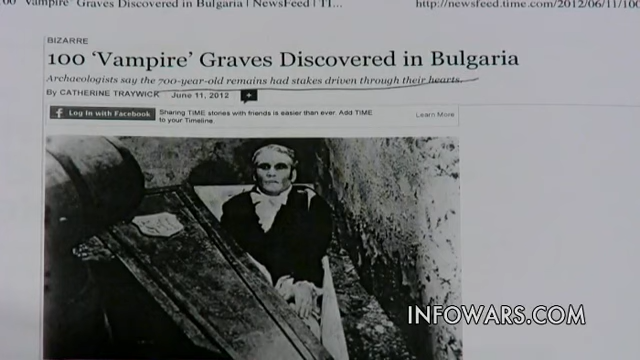 100 'Vampire' Graves Discovered in Bulgaria | NewsFeed | TI...
http://newsfeed.time.com/2012/06/11/100
BIZARRE
100 'Vampire' Graves Discovered in Bulgaria
Archaeologists say the 700-year-old remains had stakes driven through their hearts.
By CATHERINE TRAYWICK June 11, 2012 +
f Log In with Facebook Sharing TIME stories with friends is easier than ever. Add TIME Learn More
to your Timeline.
INFOWARS.COM